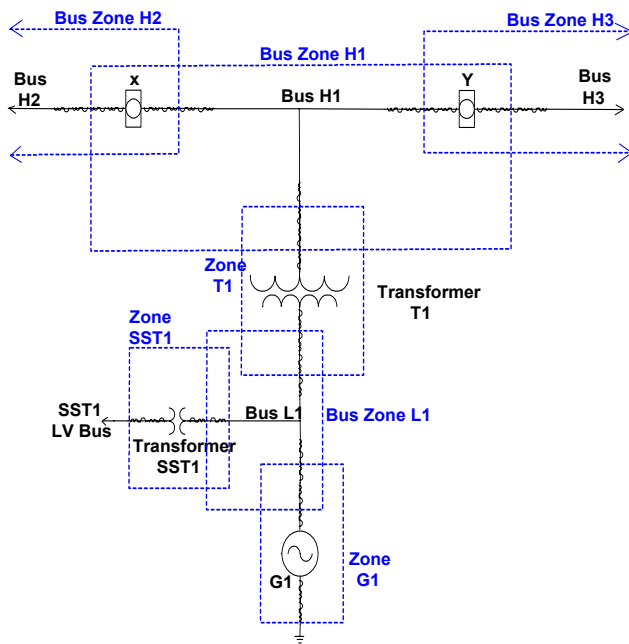 Bus Zone H2
Bus Zone H3
Bus Zone H1
Bus
H2
x
Bus H1
Y
Bus
H3
Zone
T1
Transformer
T1
Zone
SST1
SST1
LV Bus
Bus L1
Bus Zone L1
Transformer
SST1
G1
Zone
G1